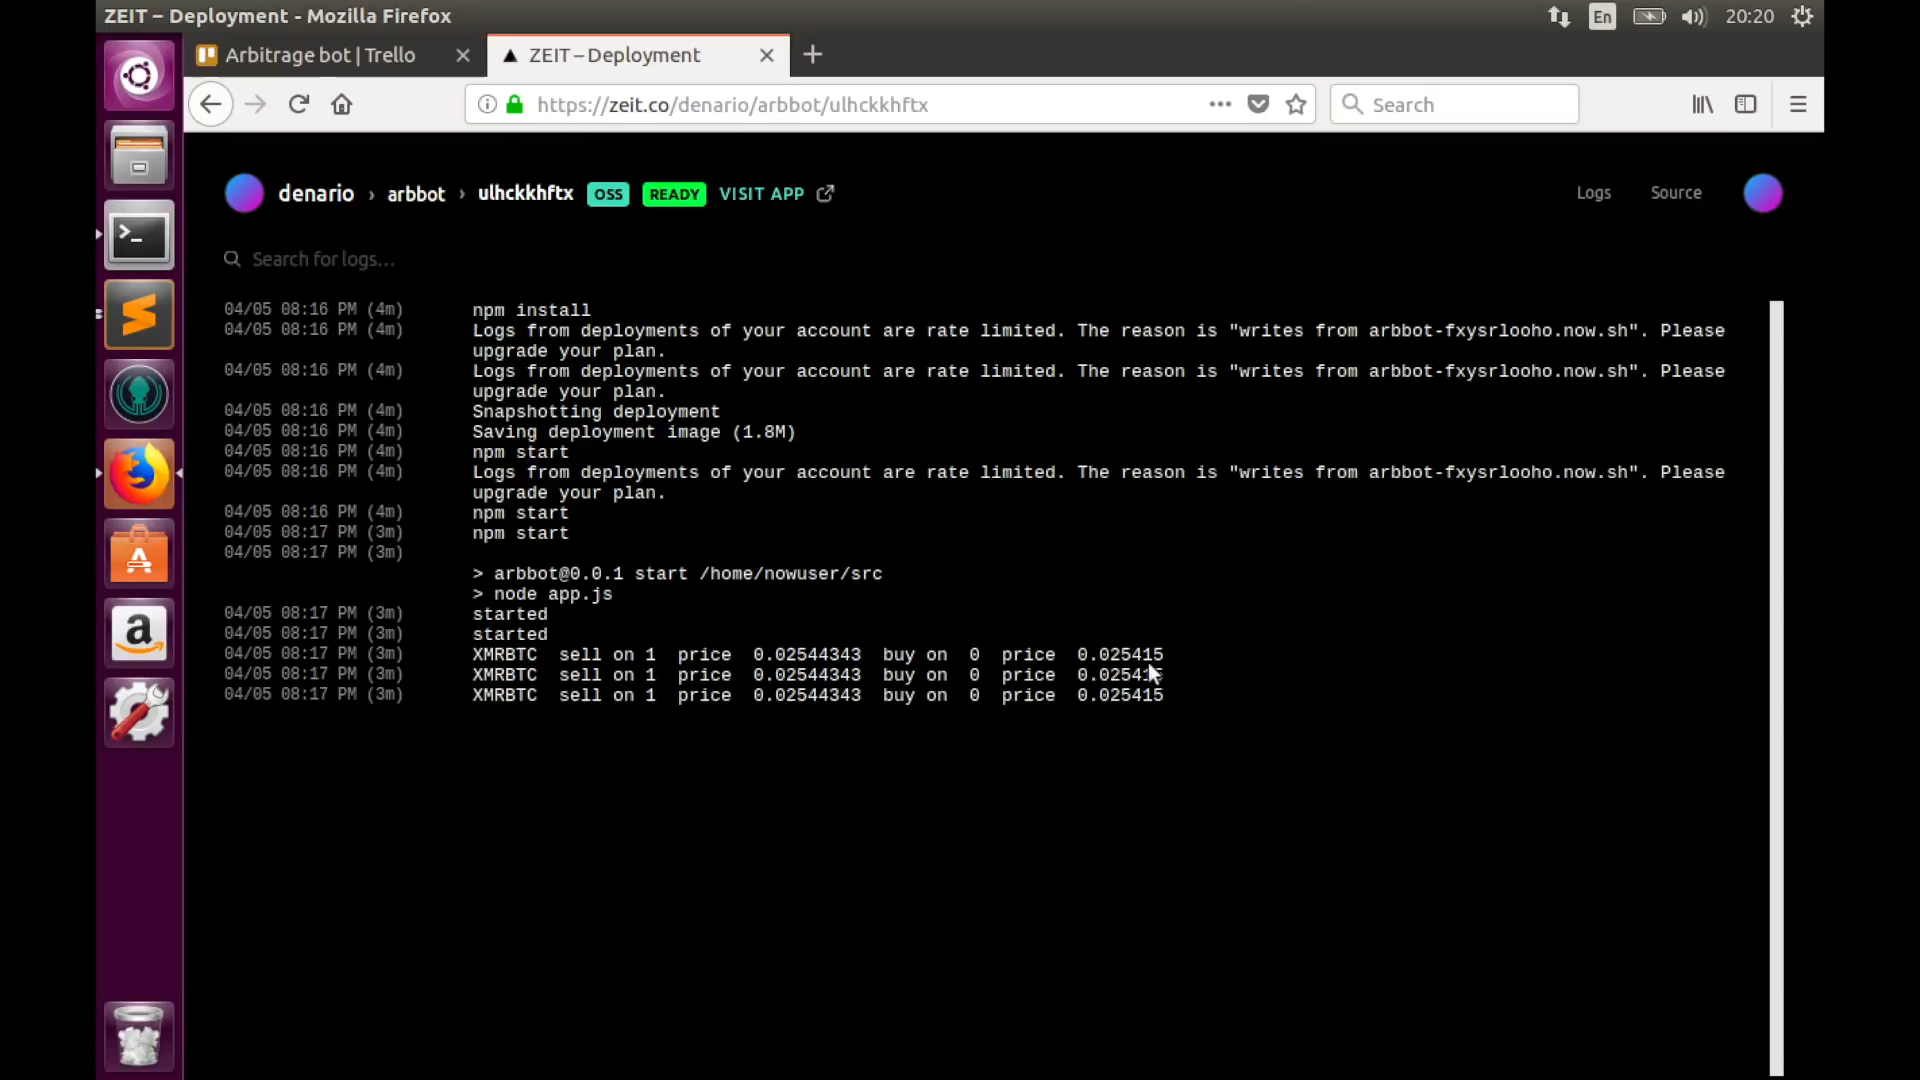 ZEIT – Deployment - Mozilla Firefox
En
20:20
Arbitrage bot | Trello
ZEIT – Deployment
https://zeit.co/denario/arbbot/ulhckkhftx
Search
denario › arbbot › ulhckkhftx OSS READY VISIT APP
Logs Source
Search for logs...
04/05 08:16 PM (4m) npm install
04/05 08:16 PM (4m) Logs from deployments of your account are rate limited. The reason is "writes from arbbot-fxysrlooho.now.sh". Please
upgrade your plan.
04/05 08:16 PM (4m) Logs from deployments of your account are rate limited. The reason is "writes from arbbot-fxysrlooho.now.sh". Please
upgrade your plan.
04/05 08:16 PM (4m) Snapshotting deployment
04/05 08:16 PM (4m) Saving deployment image (1.8M)
04/05 08:16 PM (4m) npm start
04/05 08:16 PM (4m) Logs from deployments of your account are rate limited. The reason is "writes from arbbot-fxysrlooho.now.sh". Please
upgrade your plan.
04/05 08:16 PM (4m) npm start
04/05 08:17 PM (3m) npm start
04/05 08:17 PM (3m)
> arbbot@0.0.1 start /home/nowuser/src
> node app.js
04/05 08:17 PM (3m) started
04/05 08:17 PM (3m) started
04/05 08:17 PM (3m) XMRBTC sell on 1 price 0.02544343 buy on 0 price 0.025415
04/05 08:17 PM (3m) XMRBTC sell on 1 price 0.02544343 buy on 0 price 0.025415
04/05 08:17 PM (3m) XMRBTC sell on 1 price 0.02544343 buy on 0 price 0.025415